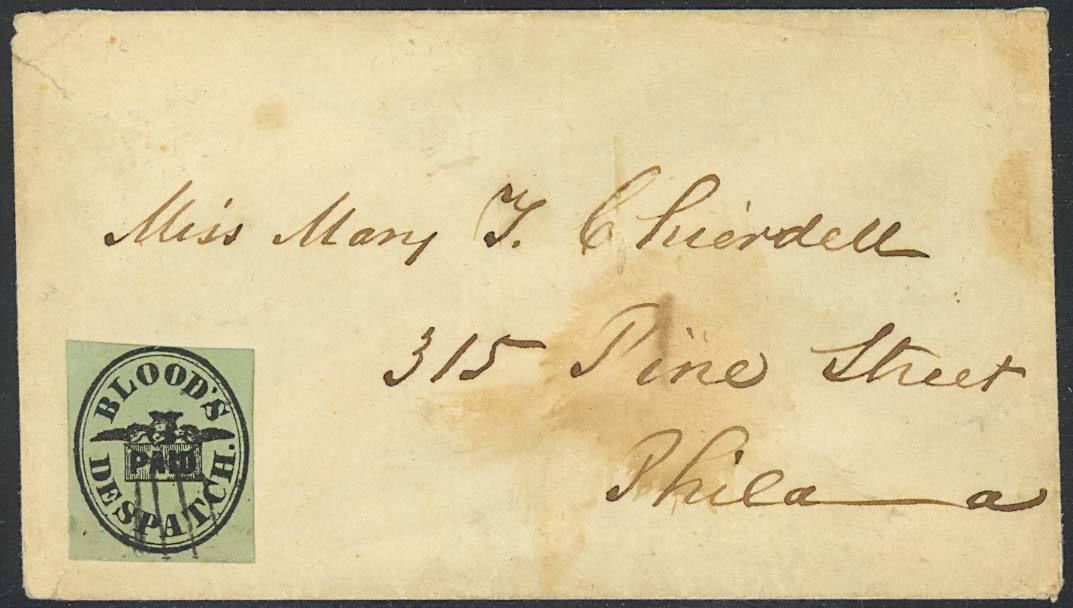 Miss Mary T. Chierdell
315 Pine Street
Phila a
BLOOD'S
PAID
DESPATCH.